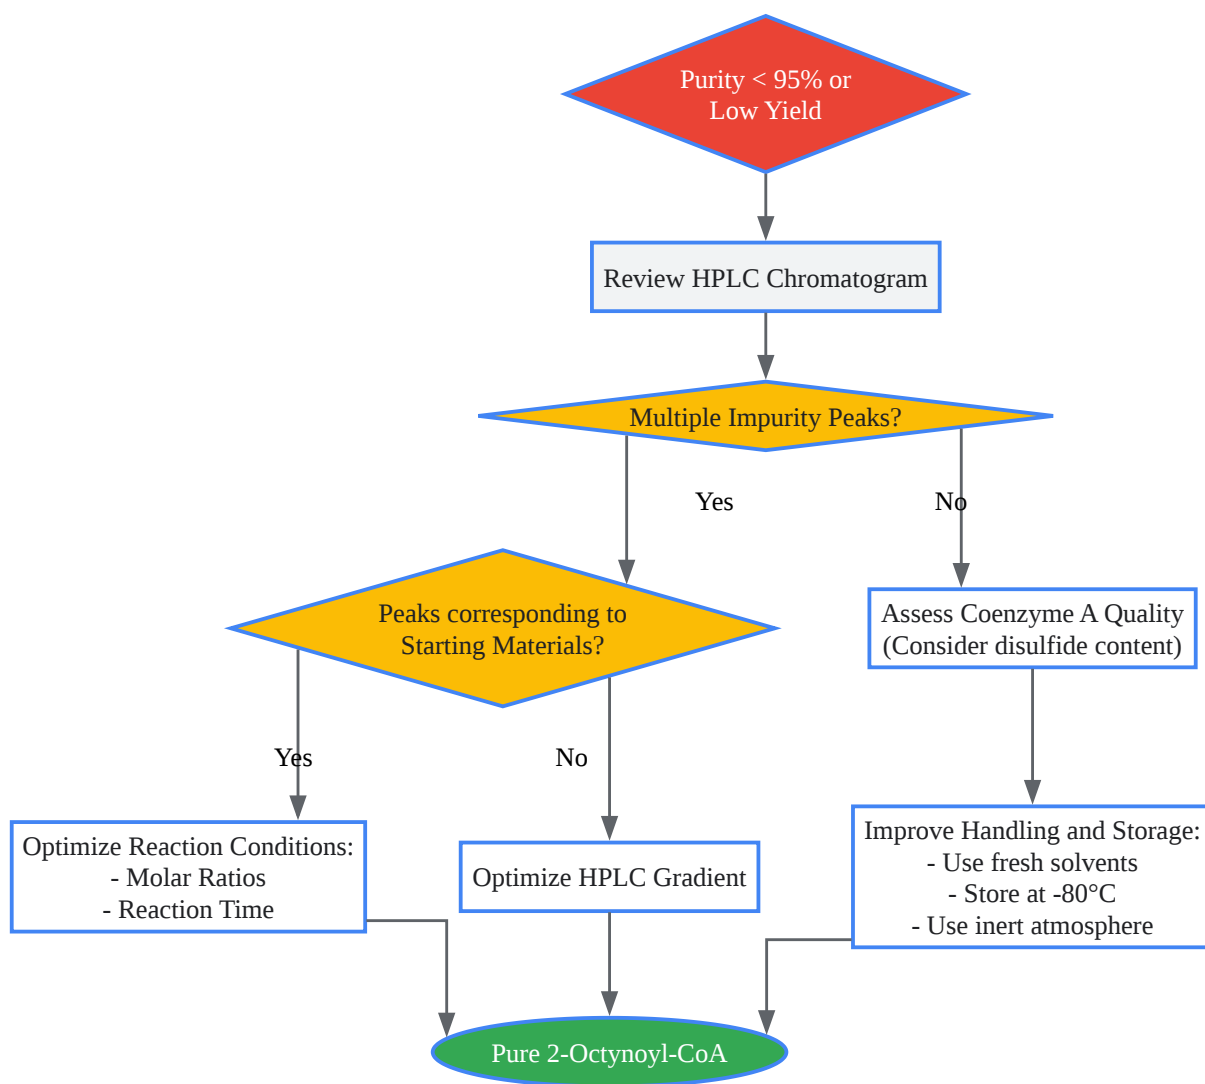 Purity < 95% or
Low Yield
Review HPLC Chromatogram
Multiple Impurity Peaks?
Yes
No
Peaks corresponding to
Starting Materials?
Assess Coenzyme A Quality
(Consider disulfide content)
Yes
No
Optimize Reaction Conditions:
- Molar Ratios
- Reaction Time
Optimize HPLC Gradient
Improve Handling and Storage:
- Use fresh solvents
- Store at -80°C
- Use inert atmosphere
Pure 2-Octynoyl-CoA